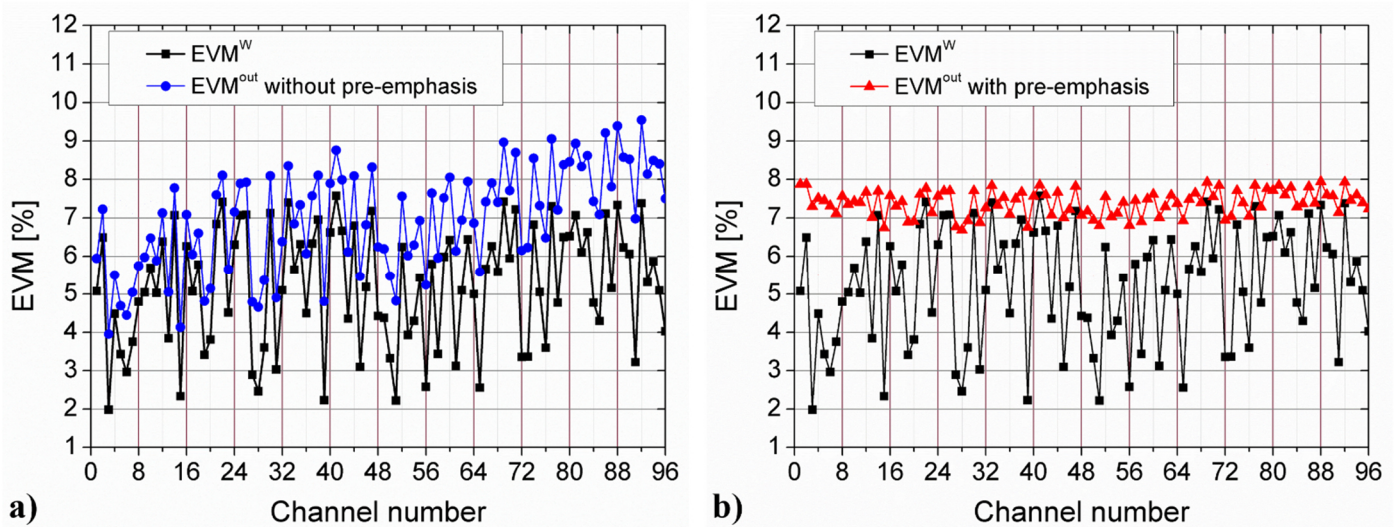 12
11
10
9
8
7
6
5
4
3
2
1
EVM [%]
EVM^W
EVM^out without pre-emphasis
0 8 16 24 32 40 48 56 64 72 80 88 96
Channel number
a)
12
11
10
9
8
7
6
5
4
3
2
1
EVM [%]
EVM^W
EVM^out with pre-emphasis
0 8 16 24 32 40 48 56 64 72 80 88 96
Channel number
b)